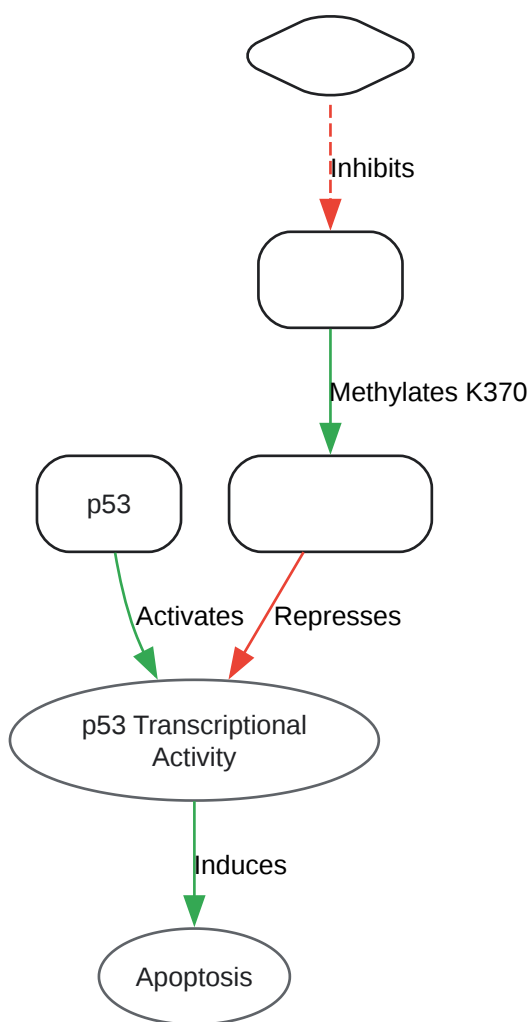 Inhibits
Methylates K370
p53
Activates
Represses
p53 Transcriptional
Activity
Induces
Apoptosis